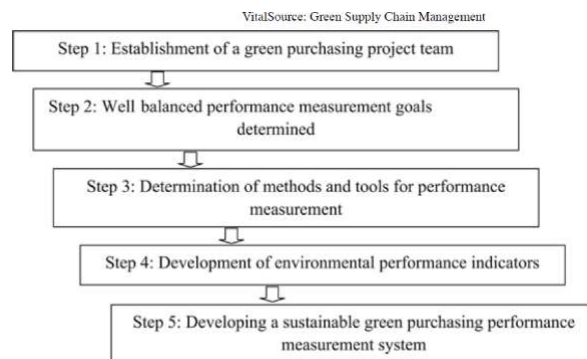 VitalSource: Green Supply Chain Management
Step 1: Establishment of a green purchasing project team
Step 2: Well balanced performance measurement goals
determined
Step 3: Determination of methods and tools for performance
measurement
Step 4: Development of environmental performance indicators
Step 5: Developing a sustainable green purchasing performance
measurement system